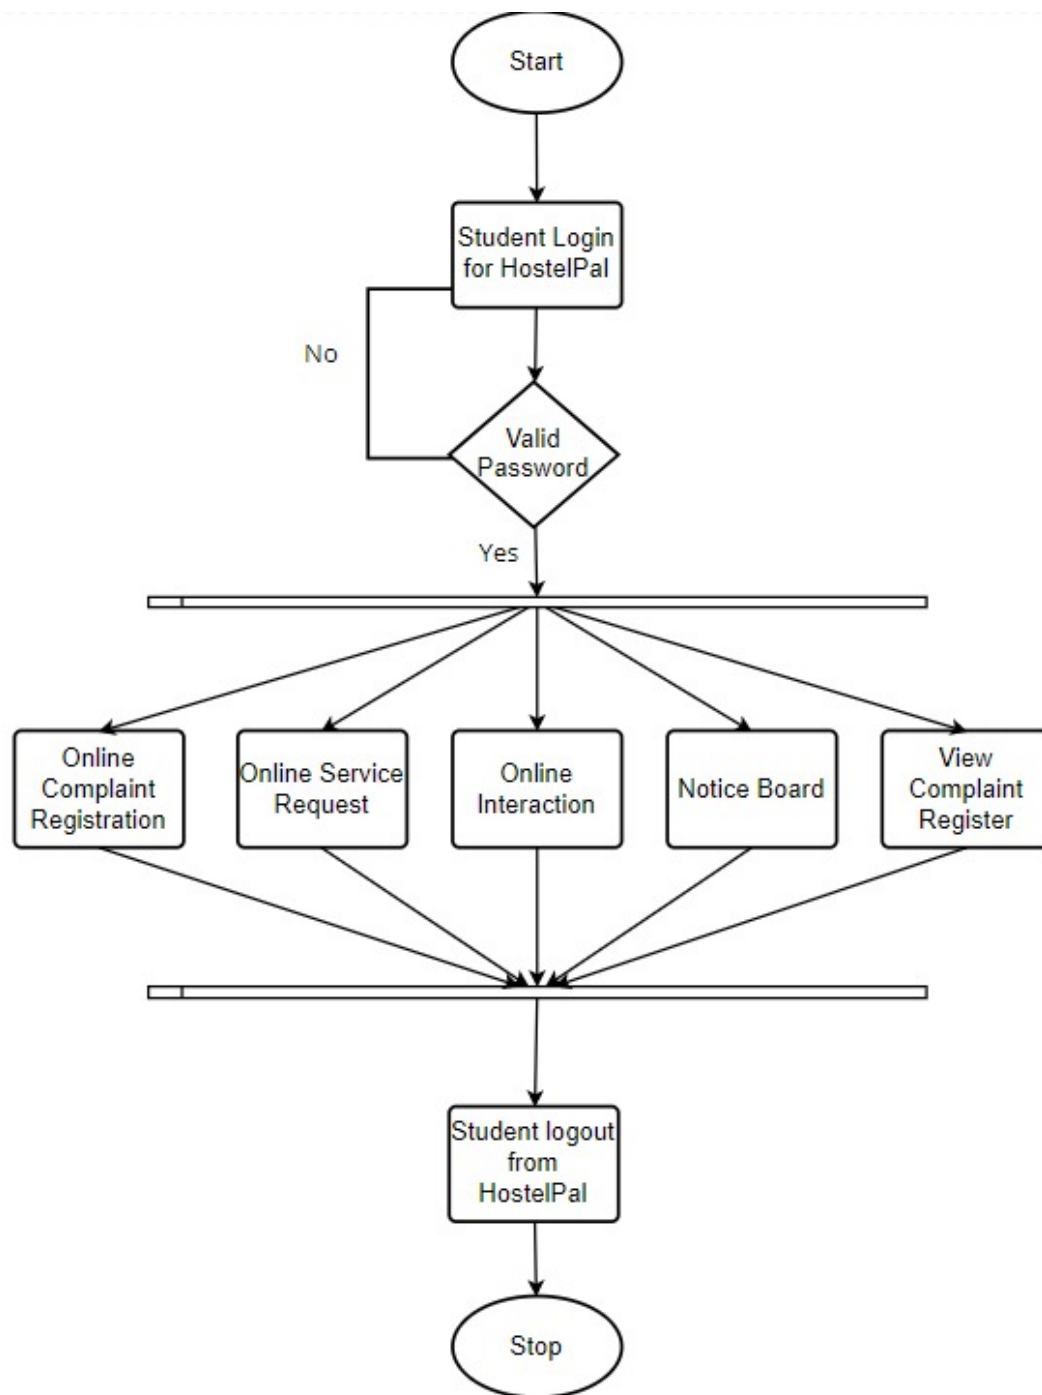 Start
Student Login
for HostelPal
No
Valid
Password
Yes
Online
Complaint
Registration
Online Service
Request
Online
Interaction
Notice Board
View
Complaint
Register
Student logout
from
HostelPal
Stop